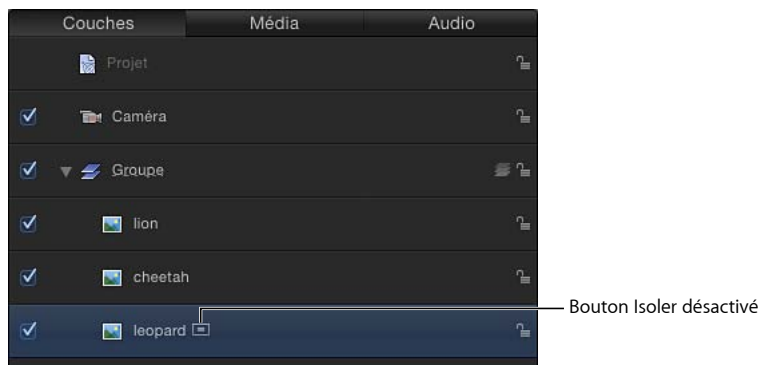 Couches Média Audio
Projet
Caméra
Groupe
lion
cheetah
leopard
Bouton Isoler désactivé